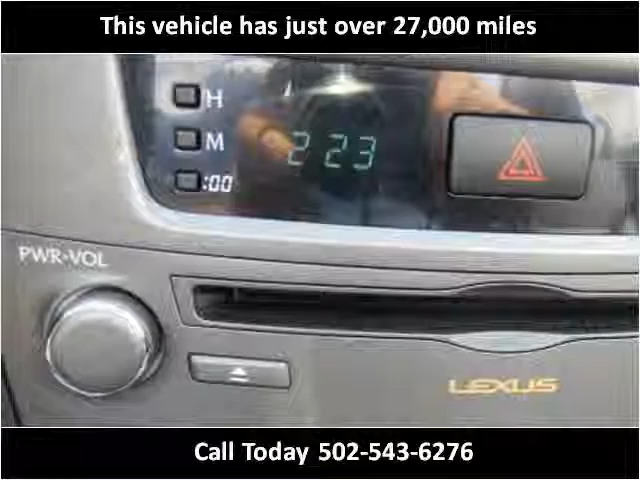 This vehicle has just over 27,000 miles
H
M
2 23
:00
PWR•VOL
LEXUS
Call Today 502-543-6276